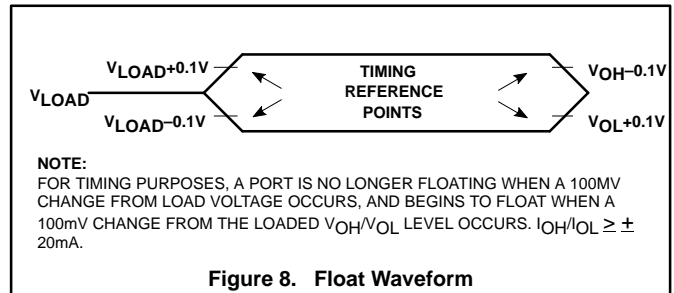 VLOAD+0.1V
VLOAD
VLOAD–0.1V
TIMING
REFERENCE
POINTS
VOH–0.1V
VOL+0.1V
NOTE:
FOR TIMING PURPOSES, A PORT IS NO LONGER FLOATING WHEN A 100MV
CHANGE FROM LOAD VOLTAGE OCCURS, AND BEGINS TO FLOAT WHEN A
100mV CHANGE FROM THE LOADED VOH/VOL LEVEL OCCURS. IOH/IOL ≥ ±
20mA.
Figure 8. Float Waveform